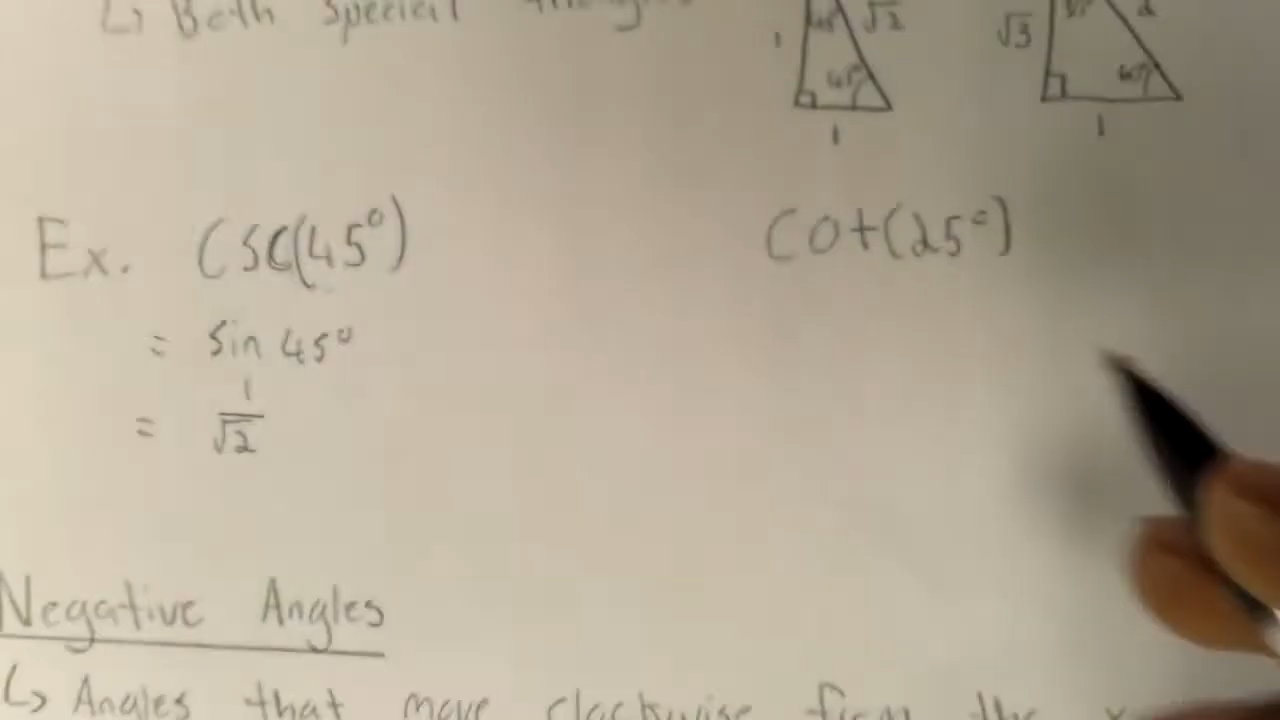 ↳ Both Special
1 45° √2
45°
1
√3 2
60°
1
Ex. Csc(45°)
= Sin 45°
= 1/√2
Cot(25°)
Negative Angles
↳ Angles that move clockwise form the x